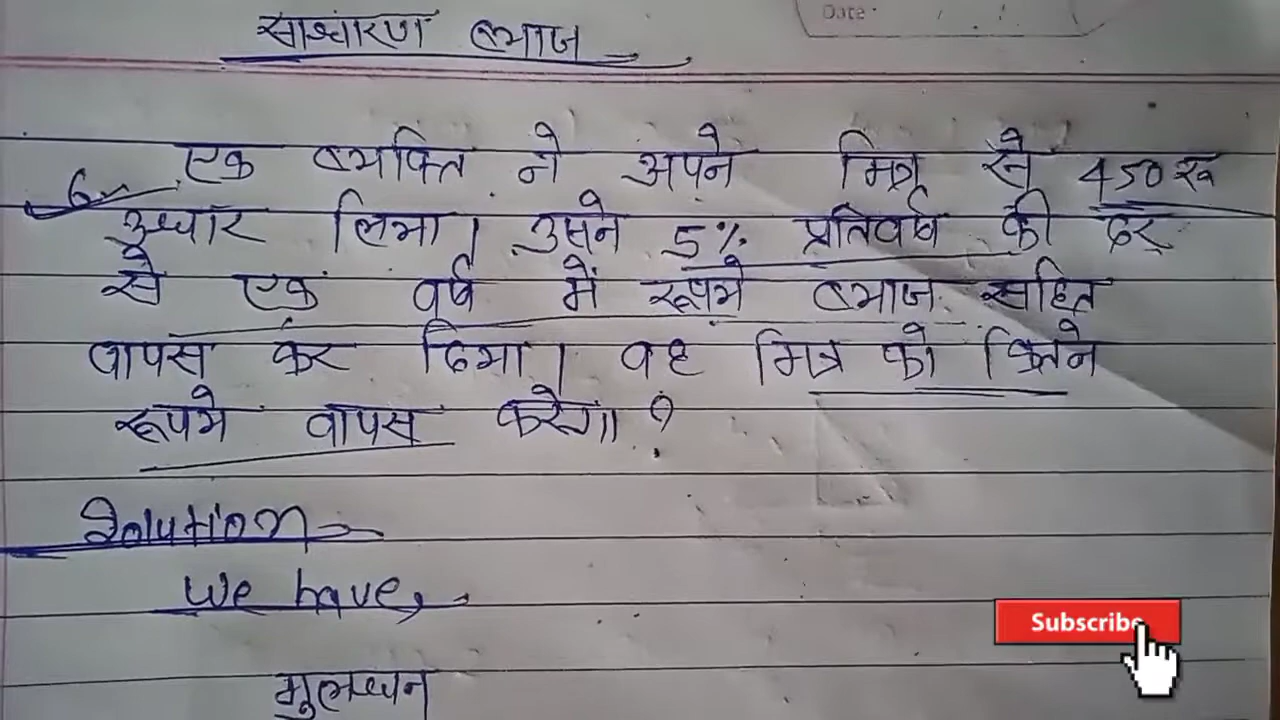 Date
साधारण ब्याज
6. एक व्यक्ति ने अपने मित्र से 450 रू
उधार लिया। उसने 5% प्रतिवर्ष की दर
से एक वर्ष में रूपये ब्याज सहित
वापस कर दिया। वह मित्र को कितने
रूपये वापस करेगा ?
Solution
We have,
मुलधन
Subscribe